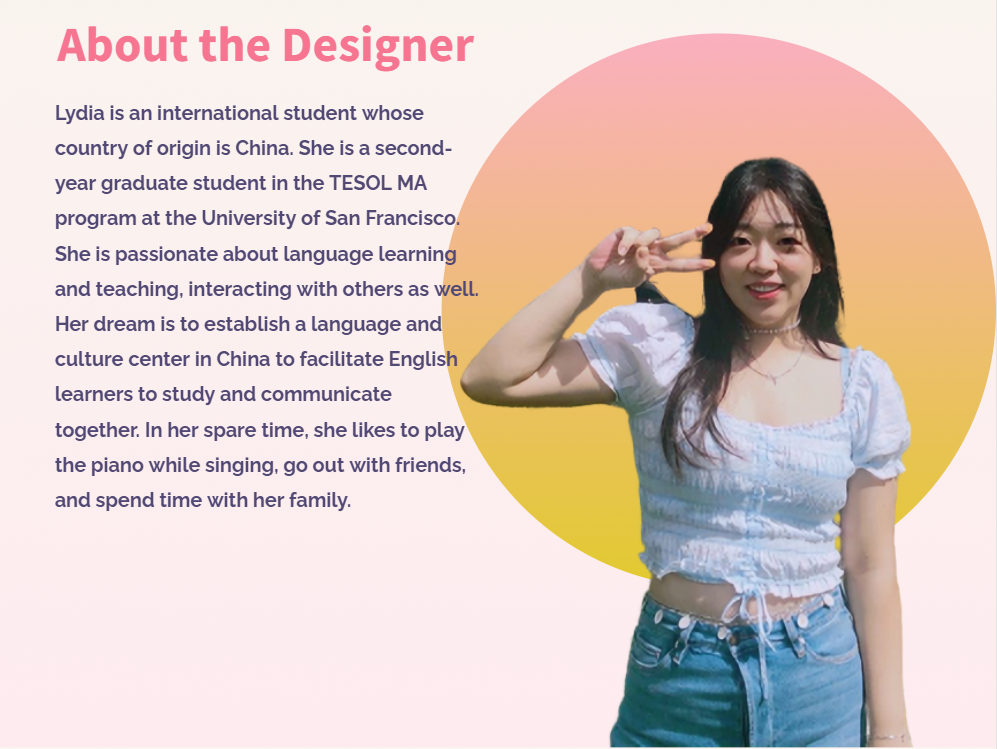 About the Designer
Lydia is an international student whose
country of origin is China. She is a second-
year graduate student in the TESOL MA
program at the University of San Francisco.
She is passionate about language learning
and teaching, interacting with others as well.
Her dream is to establish a language and
culture center in China to facilitate English
learners to study and communicate
together. In her spare time, she likes to play
the piano while singing, go out with friends,
and spend time with her family.